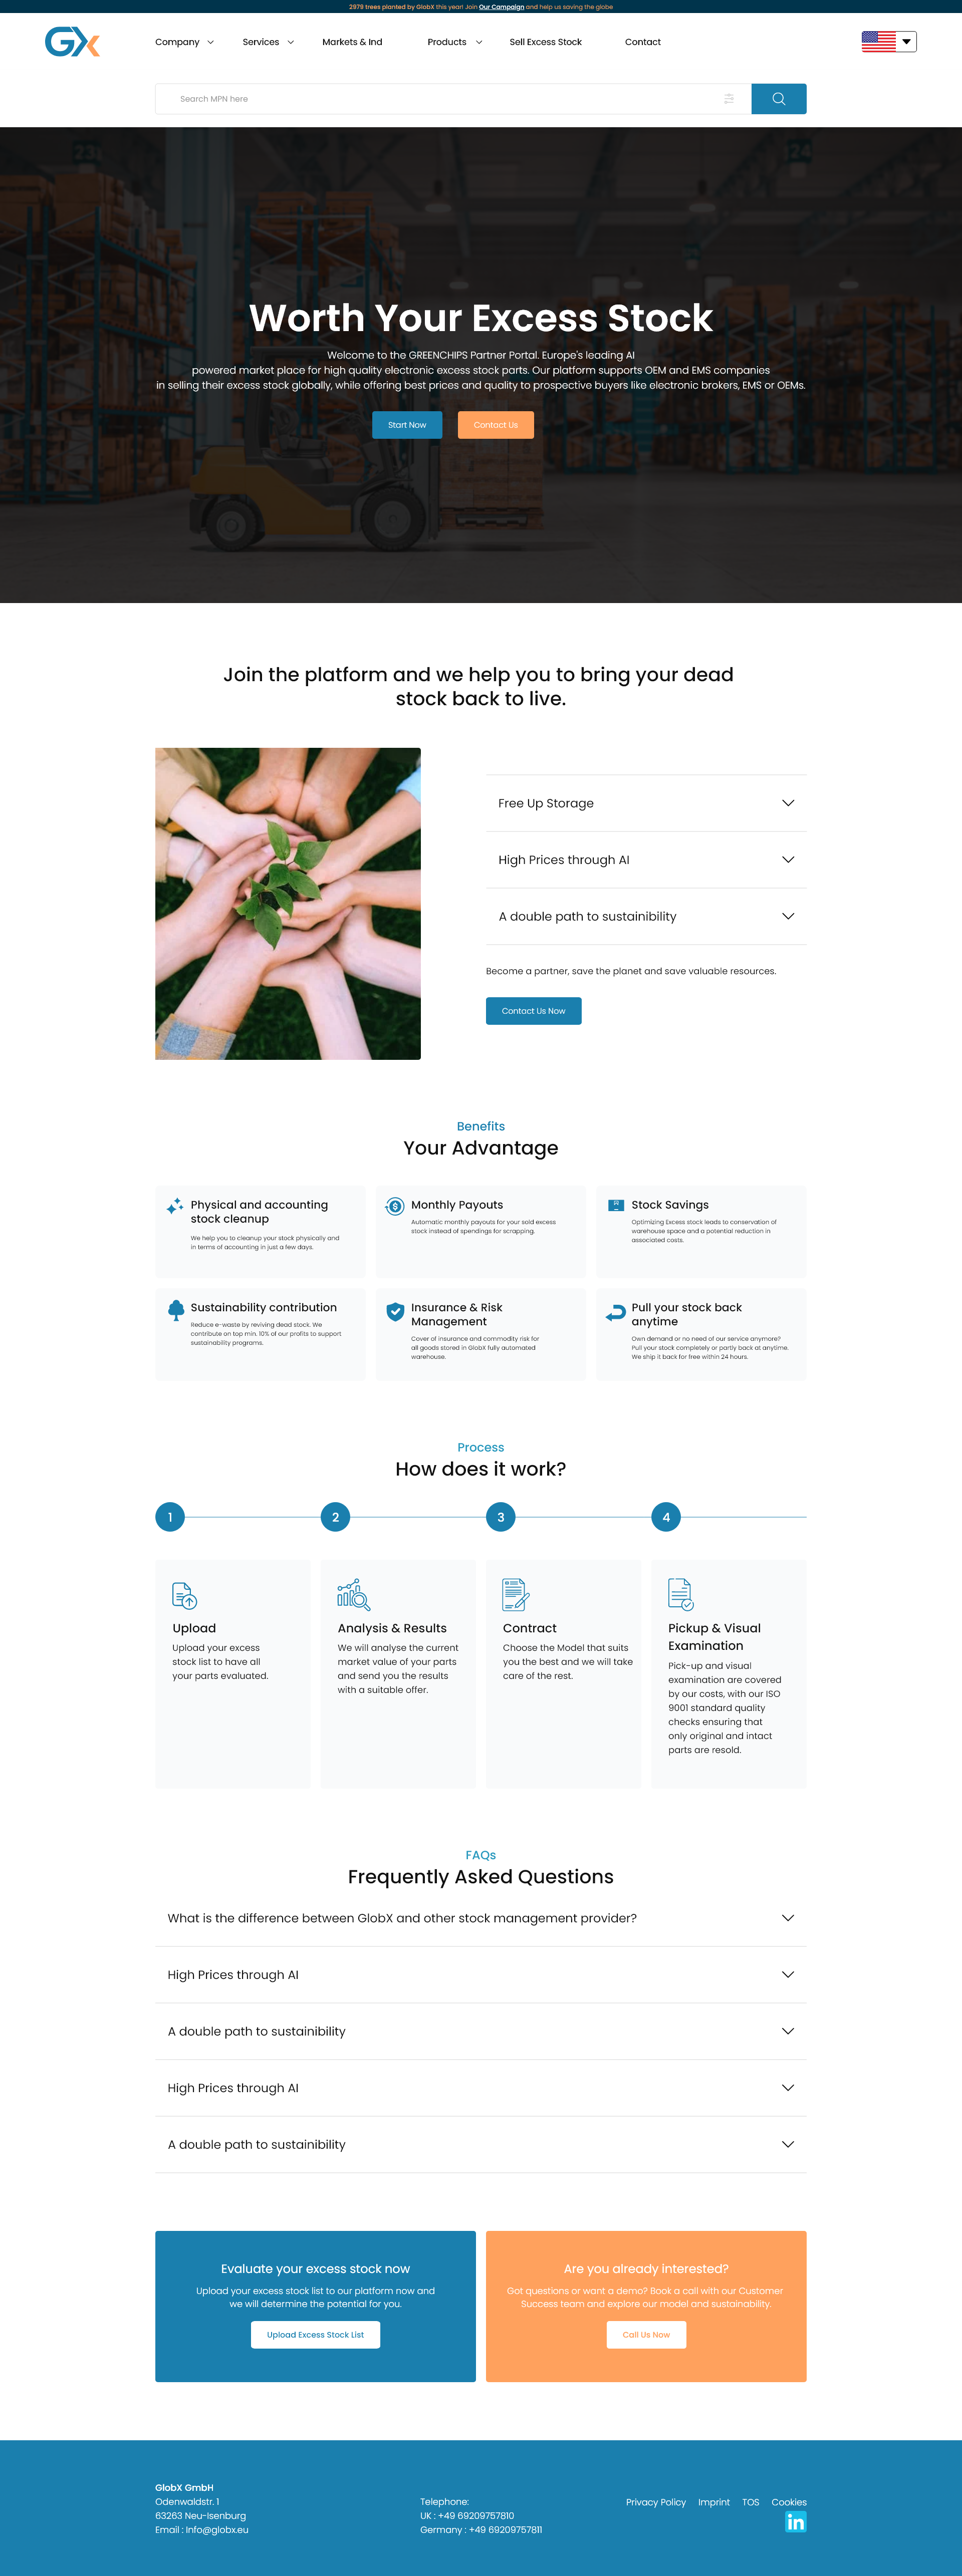 2979 trees planted by GlobX this year! Join Our Campaign and help us saving the globe
GX
Company
Services
Markets & Ind
Products
Sell Excess Stock
Contact
Search MPN here
23
124
Worth Your Excess Stock
Welcome to the GREENCHIPS Partner Portal. Europe's leading AI
powered market place for high quality electronic excess stock parts. Our platform supports OEM and EMS companies
in selling their excess stock globally, while offering best prices and quality to prospective buyers like electronic brokers, EMS or OEMs.
Start Now
Contact Us
Join the platform and we help you to bring your dead
stock back to live.
Free Up Storage
High Prices through AI
A double path to sustainibility
Become a partner, save the planet and save valuable resources.
Contact Us Now
Benefits
Your Advantage
Physical and accounting
stock cleanup
We help you to cleanup your stock physically and
in terms of accounting in just a few days.
Monthly Payouts
Automatic monthly payouts for your sold excess
stock instead of spendings for scrapping.
Stock Savings
Optimizing Excess stock leads to conservation of
warehouse space and a potential reduction in
associated costs.
Sustainability contribution
Reduce e-waste by reviving dead stock. We
contribute on top min. 10% of our profits to support
sustainability programs.
Insurance & Risk
Management
Cover of insurance and commodity risk for
all goods stored in GlobX fully automated
warehouse.
Pull your stock back
anytime
Own demand or no need of our service anymore?
Pull your stock completely or partly back at anytime.
We ship it back for free within 24 hours.
Process
How does it work?
1
2
3
4
Upload
Upload your excess
stock list to have all
your parts evaluated.
Analysis & Results
We will analyse the current
market value of your parts
and send you the results
with a suitable offer.
Contract
Choose the Model that suits
you the best and we will take
care of the rest.
Pickup & Visual
Examination
Pick-up and visual
examination are covered
by our costs, with our ISO
9001 standard quality
checks ensuring that
only original and intact
parts are resold.
FAQs
Frequently Asked Questions
What is the difference between GlobX and other stock management provider?
High Prices through AI
A double path to sustainibility
High Prices through AI
A double path to sustainibility
Evaluate your excess stock now
Upload your excess stock list to our platform now and
we will determine the potential for you.
Upload Excess Stock List
Are you already interested?
Got questions or want a demo? Book a call with our Customer
Success team and explore our model and sustainability.
Call Us Now
GlobX GmbH
Odenwaldstr. 1
63263 Neu-Isenburg
Email : Info@globx.eu
Telephone:
UK : +49 69209757810
Germany : +49 69209757811
Privacy Policy
Imprint
TOS
Cookies
in